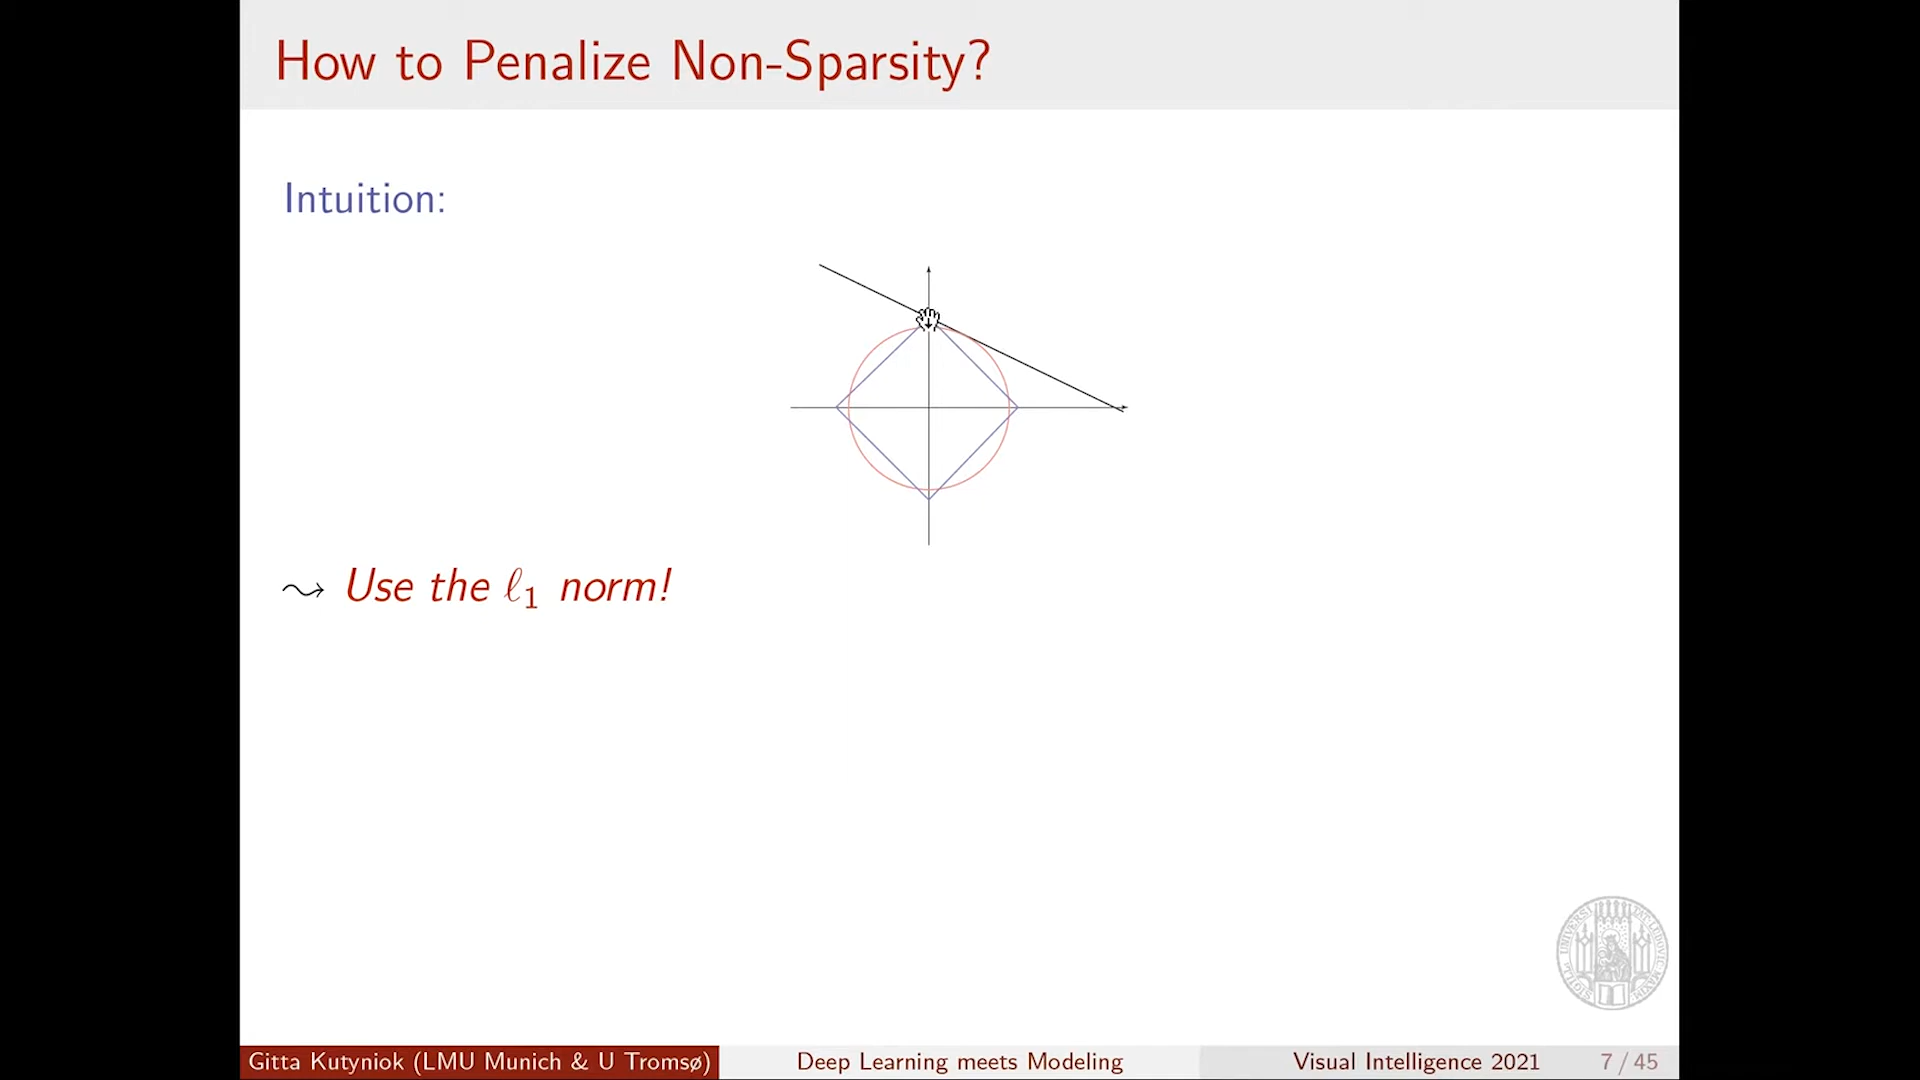 How to Penalize Non-Sparsity?
Intuition:
⤳ Use the ℓ₁ norm!
Gitta Kutyniok (LMU Munich & U Tromsø) Deep Learning meets Modeling Visual Intelligence 2021 7 / 45